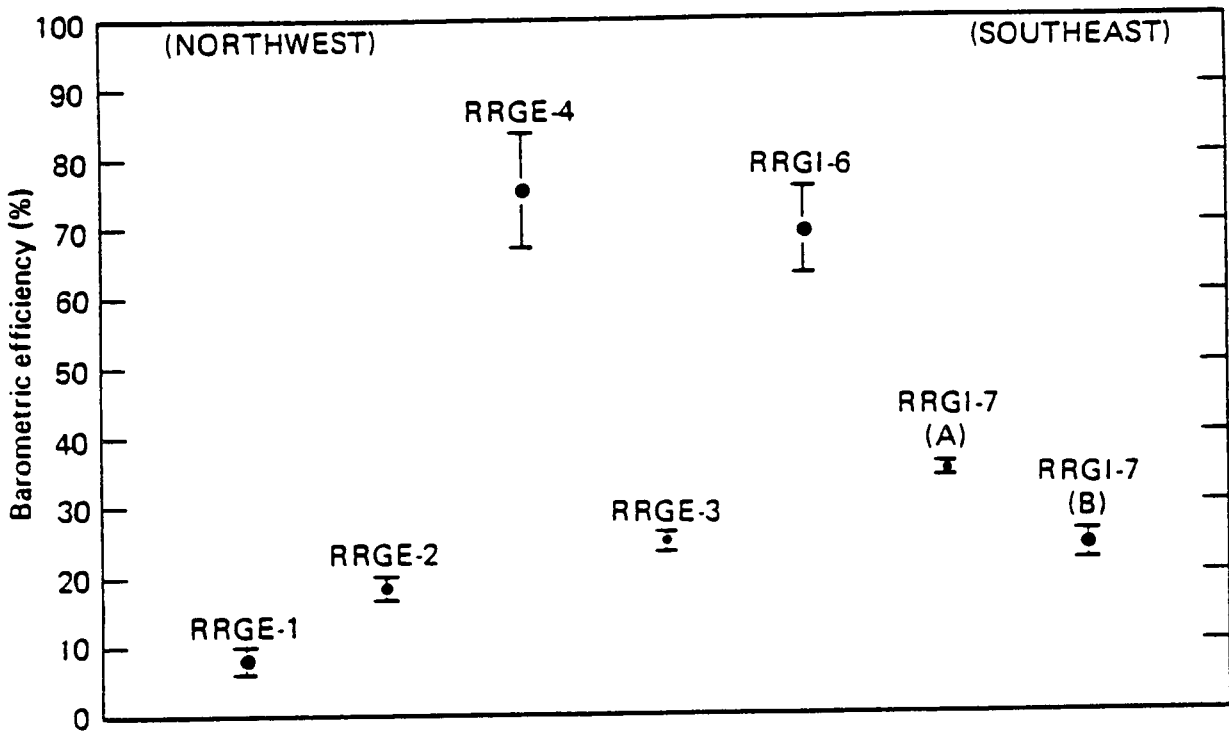 Barometric efficiency (%)
100
90
80
70
60
50
40
30
20
10
0
(NORTHWEST)
(SOUTHEAST)
RRGE-1
RRGE-2
RRGE-4
RRGE-3
RRGI-6
RRGI-7
(A)
RRGI-7
(B)